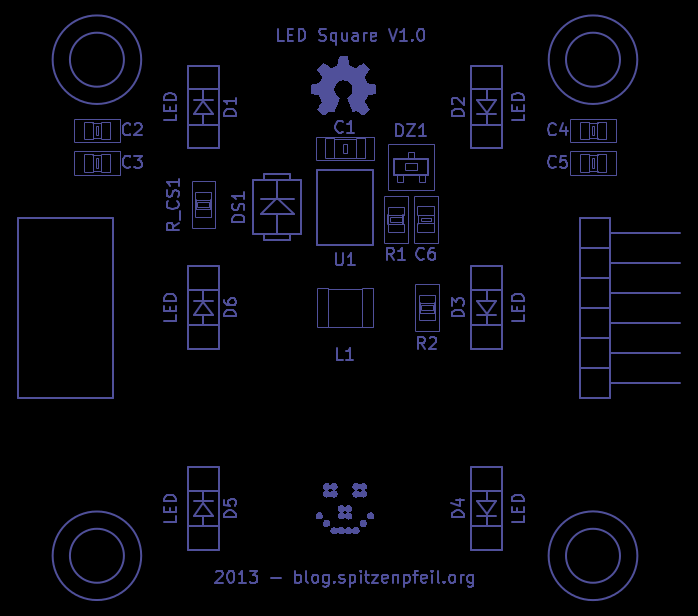 LED Square V1.0
LED
D1
D2
LED
C1
DZ1
C2
C4
C3
C5
R_CS1
DS1
U1
R1
C6
LED
D6
D3
LED
L1
R2
LED
D5
D4
LED
2013 – blog.spitzenpfeil.org